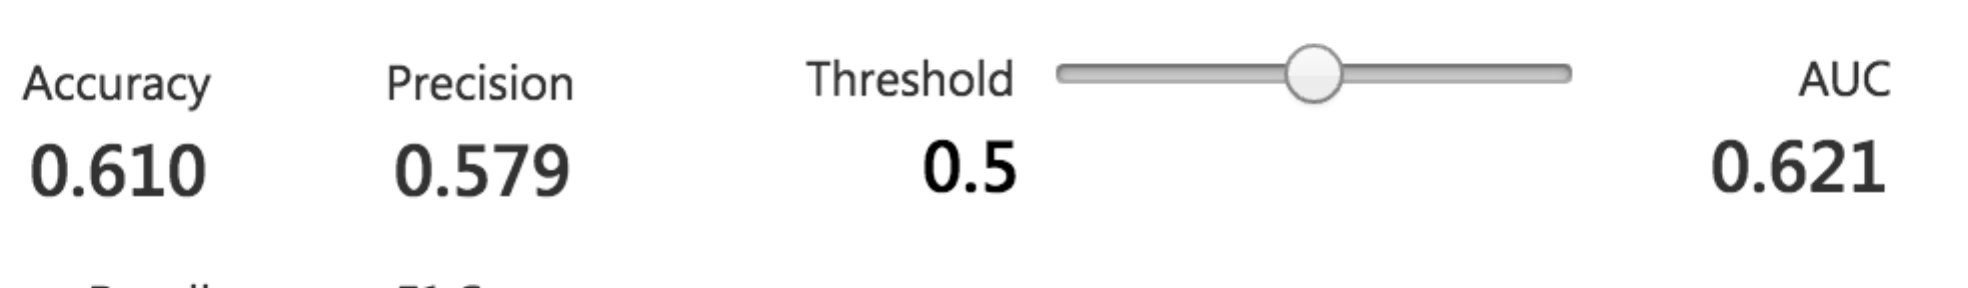 Accuracy Precision Threshold AUC
0.610 0.579 0.5 0.621